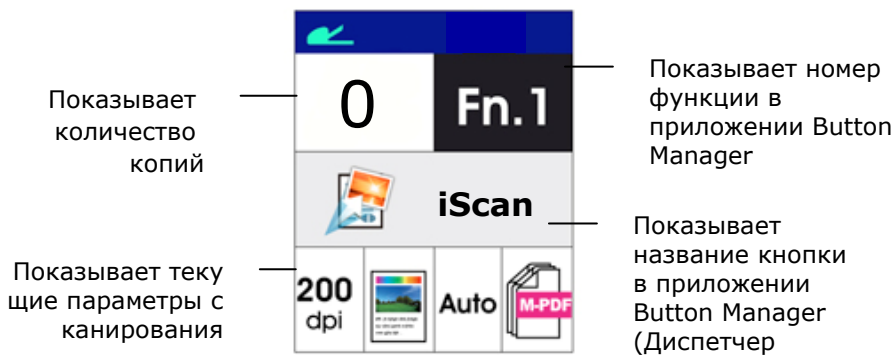 Показывает
количество
копий
0
Fn.1
Показывает номер
функции в
приложении Button
Manager
iScan
Показывает
название кнопки
в приложении
Button Manager
(Диспетчер
Показывает теку
щие параметры с
канирования
200
dpi
Auto
M-PDF